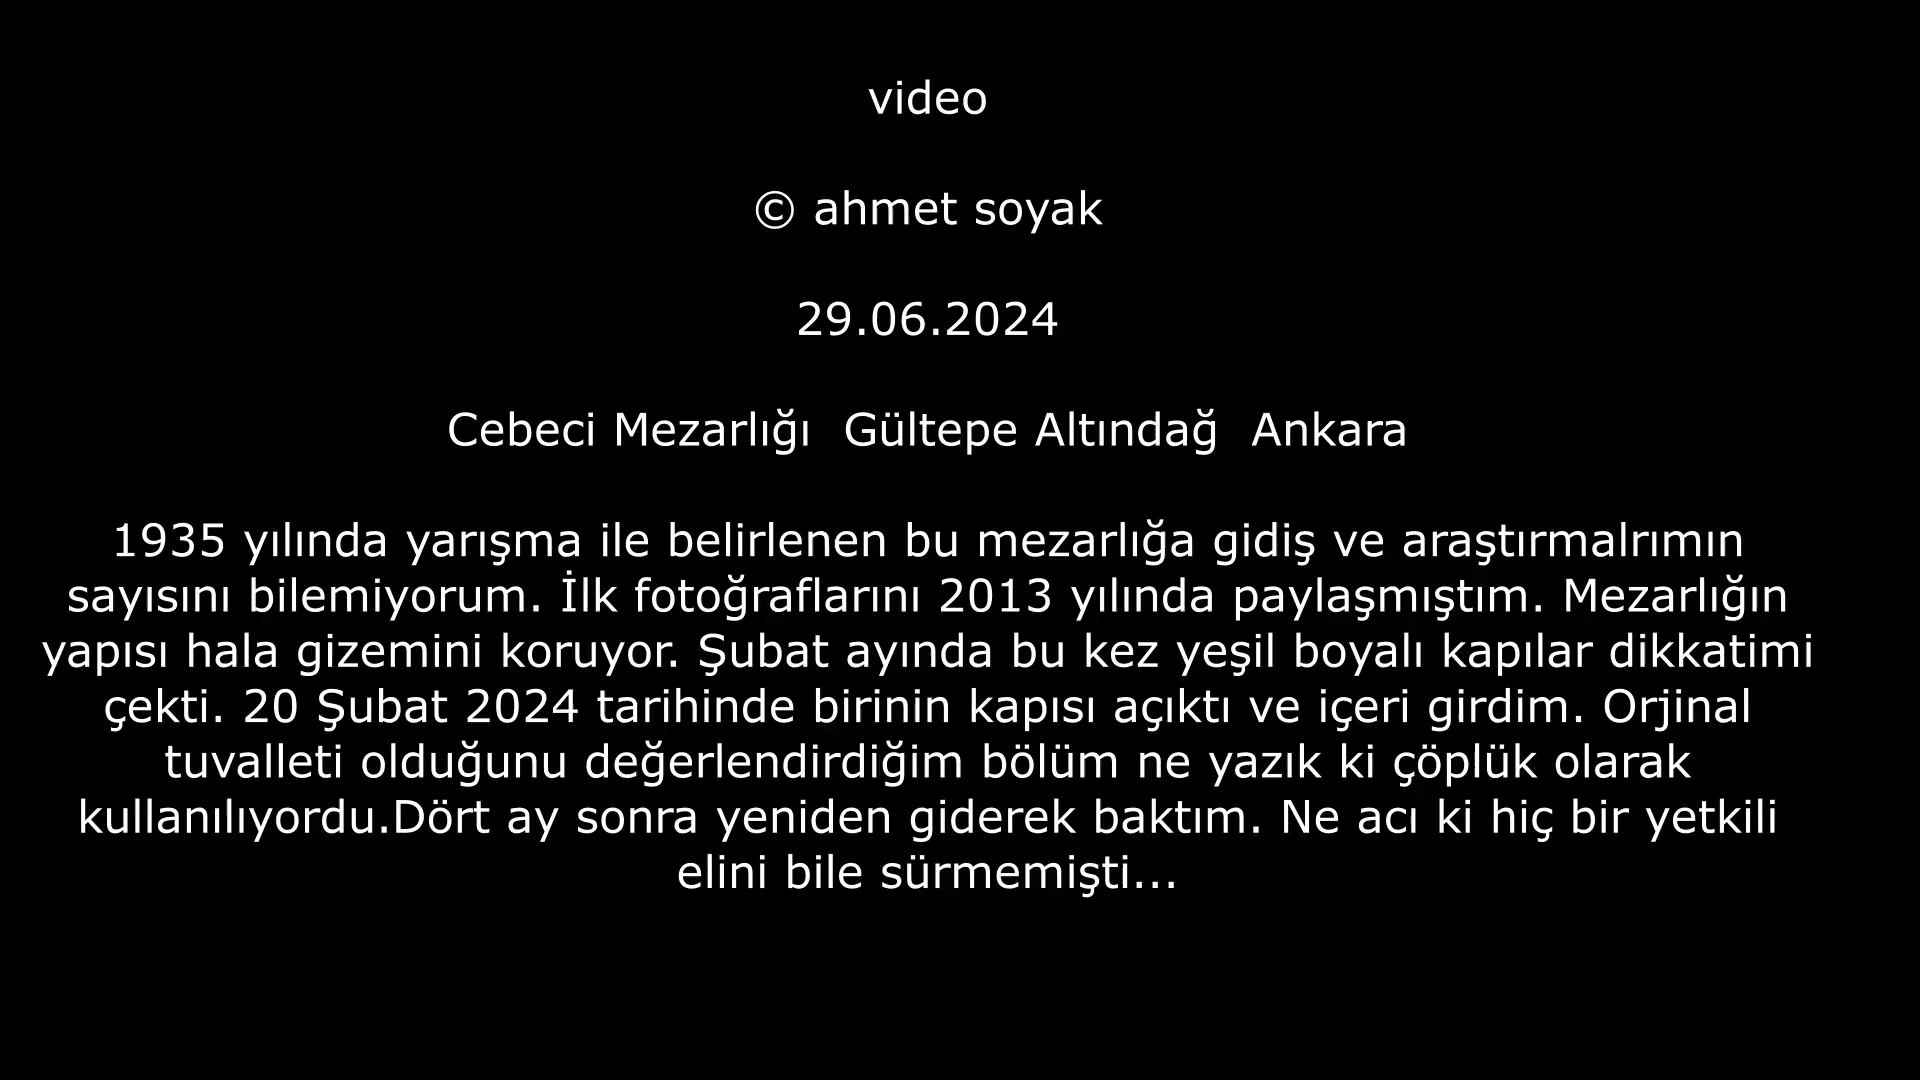 video
© ahmet soyak
29.06.2024
Cebeci Mezarlığı  Gültepe Altındağ  Ankara
1935 yılında yarışma ile belirlenen bu mezarlığa gidiş ve araştırmalrımın
sayısını bilemiyorum. İlk fotoğraflarını 2013 yılında paylaşmıştım. Mezarlığın
yapısı hala gizemini koruyor. Şubat ayında bu kez yeşil boyalı kapılar dikkatimi
çekti. 20 Şubat 2024 tarihinde birinin kapısı açıktı ve içeri girdim. Orjinal
tuvalleti olduğunu değerlendirdiğim bölüm ne yazık ki çöplük olarak
kullanılıyordu.Dört ay sonra yeniden giderek baktım. Ne acı ki hiç bir yetkili
elini bile sürmemişti...